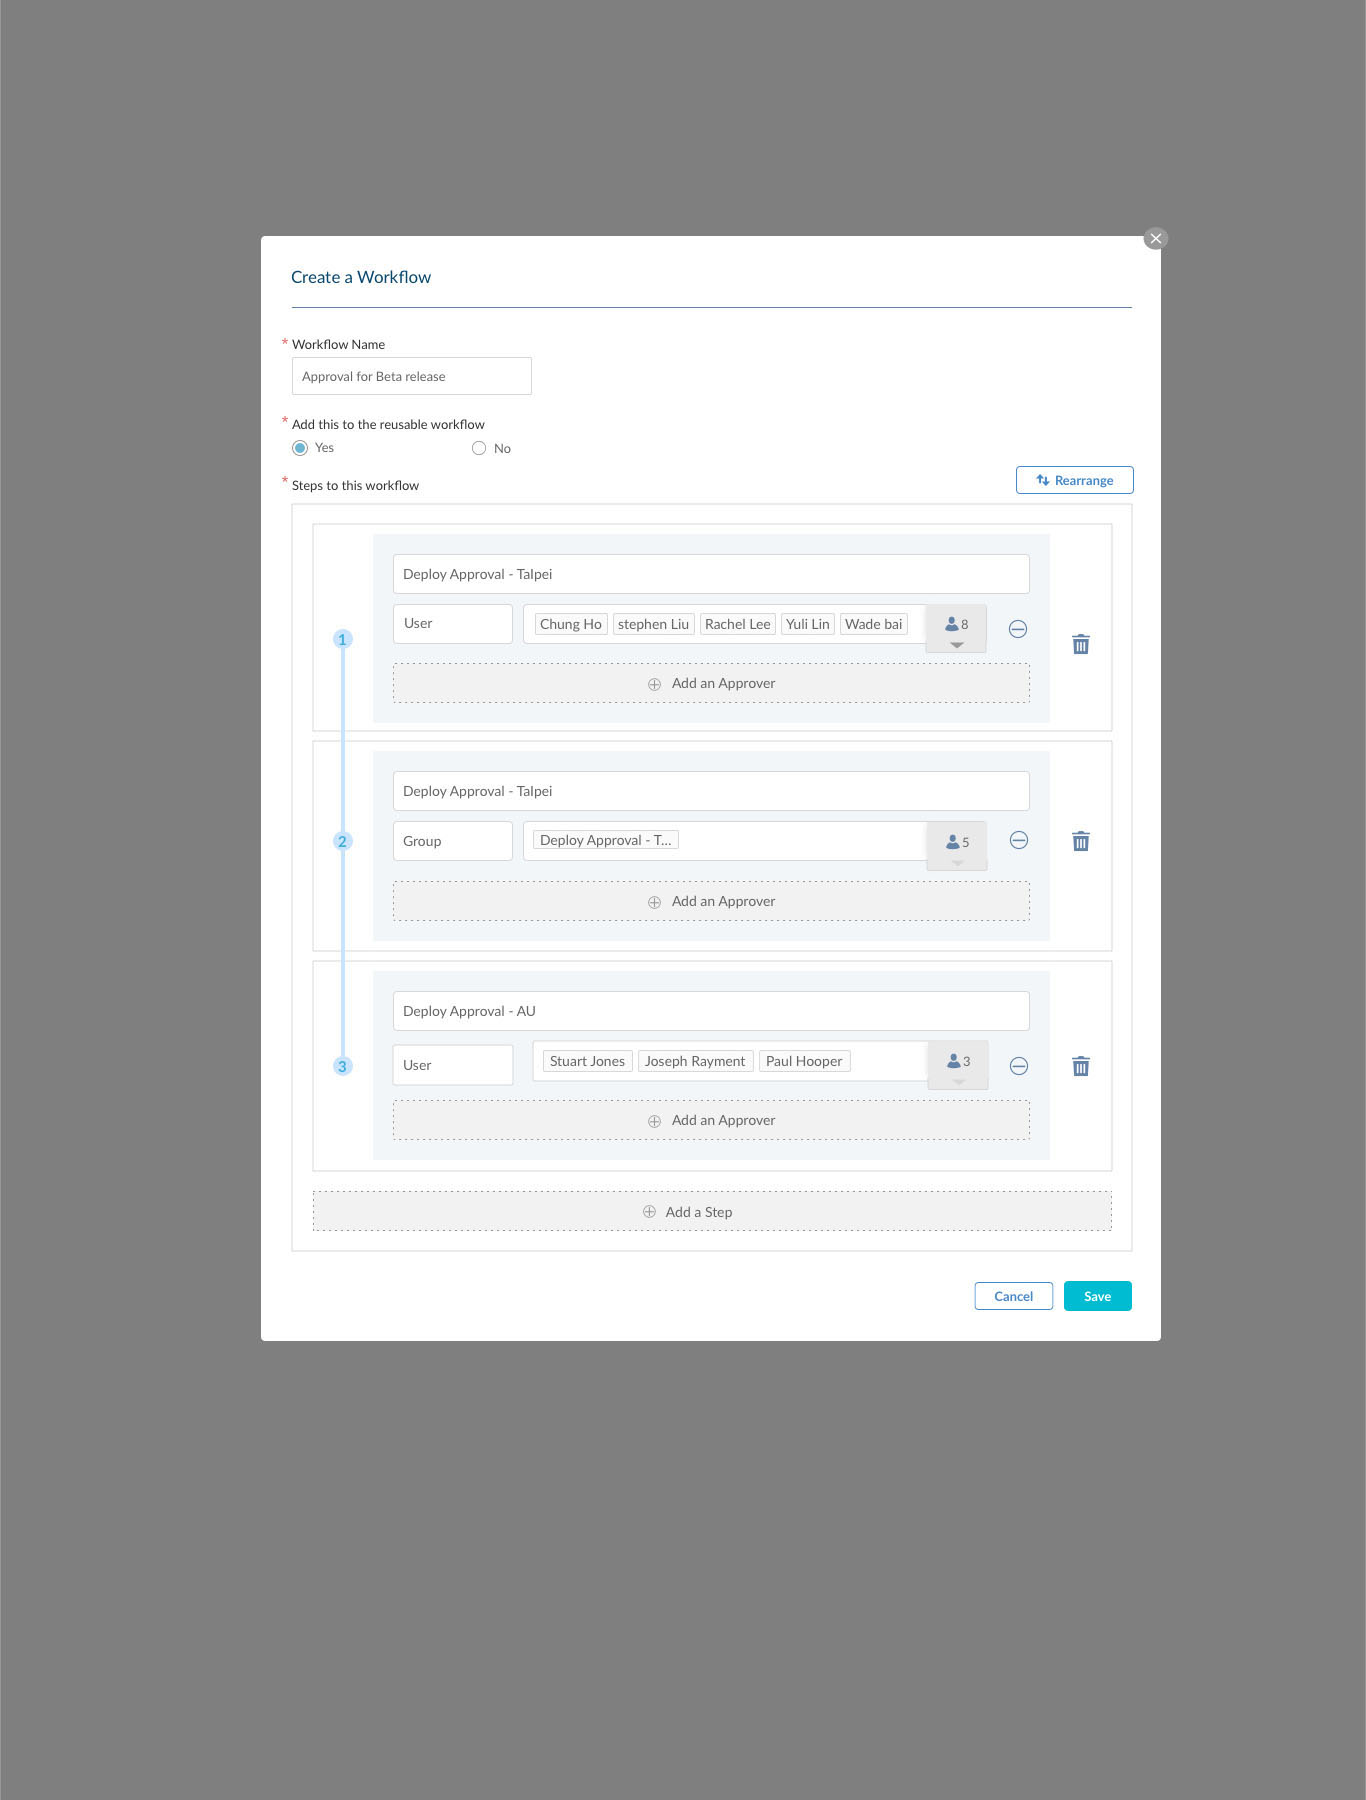 Create a Workflow
* Workflow Name
Approval for Beta release
* Add this to the reusable workflow
Yes No
* Steps to this workflow
Rearrange
Deploy Approval - TaIpei
1
User Chung Ho stephen Liu Rachel Lee Yuli Lin Wade bai 8
Add an Approver
Deploy Approval - TaIpei
2
Group Deploy Approval - T... 5
Add an Approver
Deploy Approval - AU
3
User Stuart Jones Joseph Rayment Paul Hooper 3
Add an Approver
Add a Step
Cancel Save